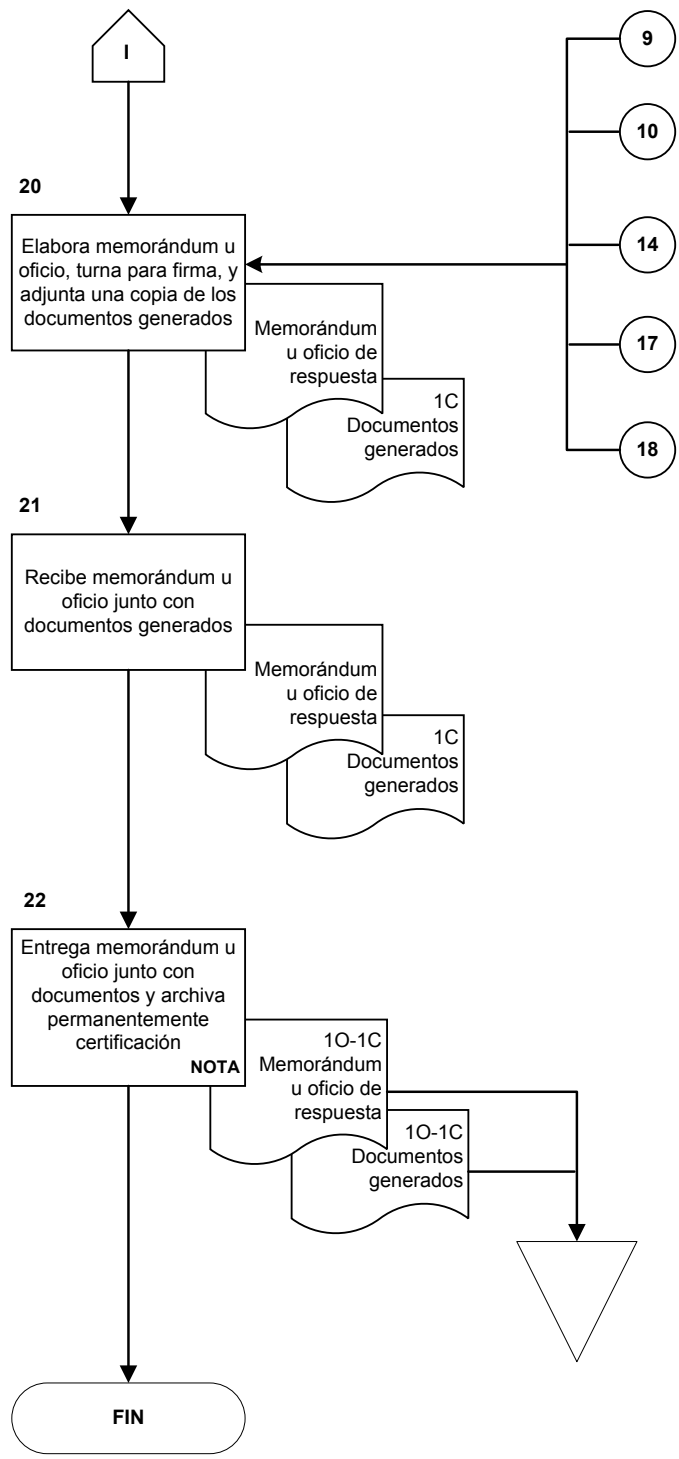 I
9
10
14
17
18
20
Elabora memorándum u
oficio, turna para firma, y
adjunta una copia de los
documentos generados
Memorándum
u oficio de
respuesta
1C
Documentos
generados
21
Recibe memorándum u
oficio junto con
documentos generados
Memorándum
u oficio de
respuesta
1C
Documentos
generados
22
Entrega memorándum u
oficio junto con
documentos y archiva
permanentemente
certificación
NOTA
1O-1C
Memorándum
u oficio de
respuesta
1O-1C
Documentos
generados
FIN